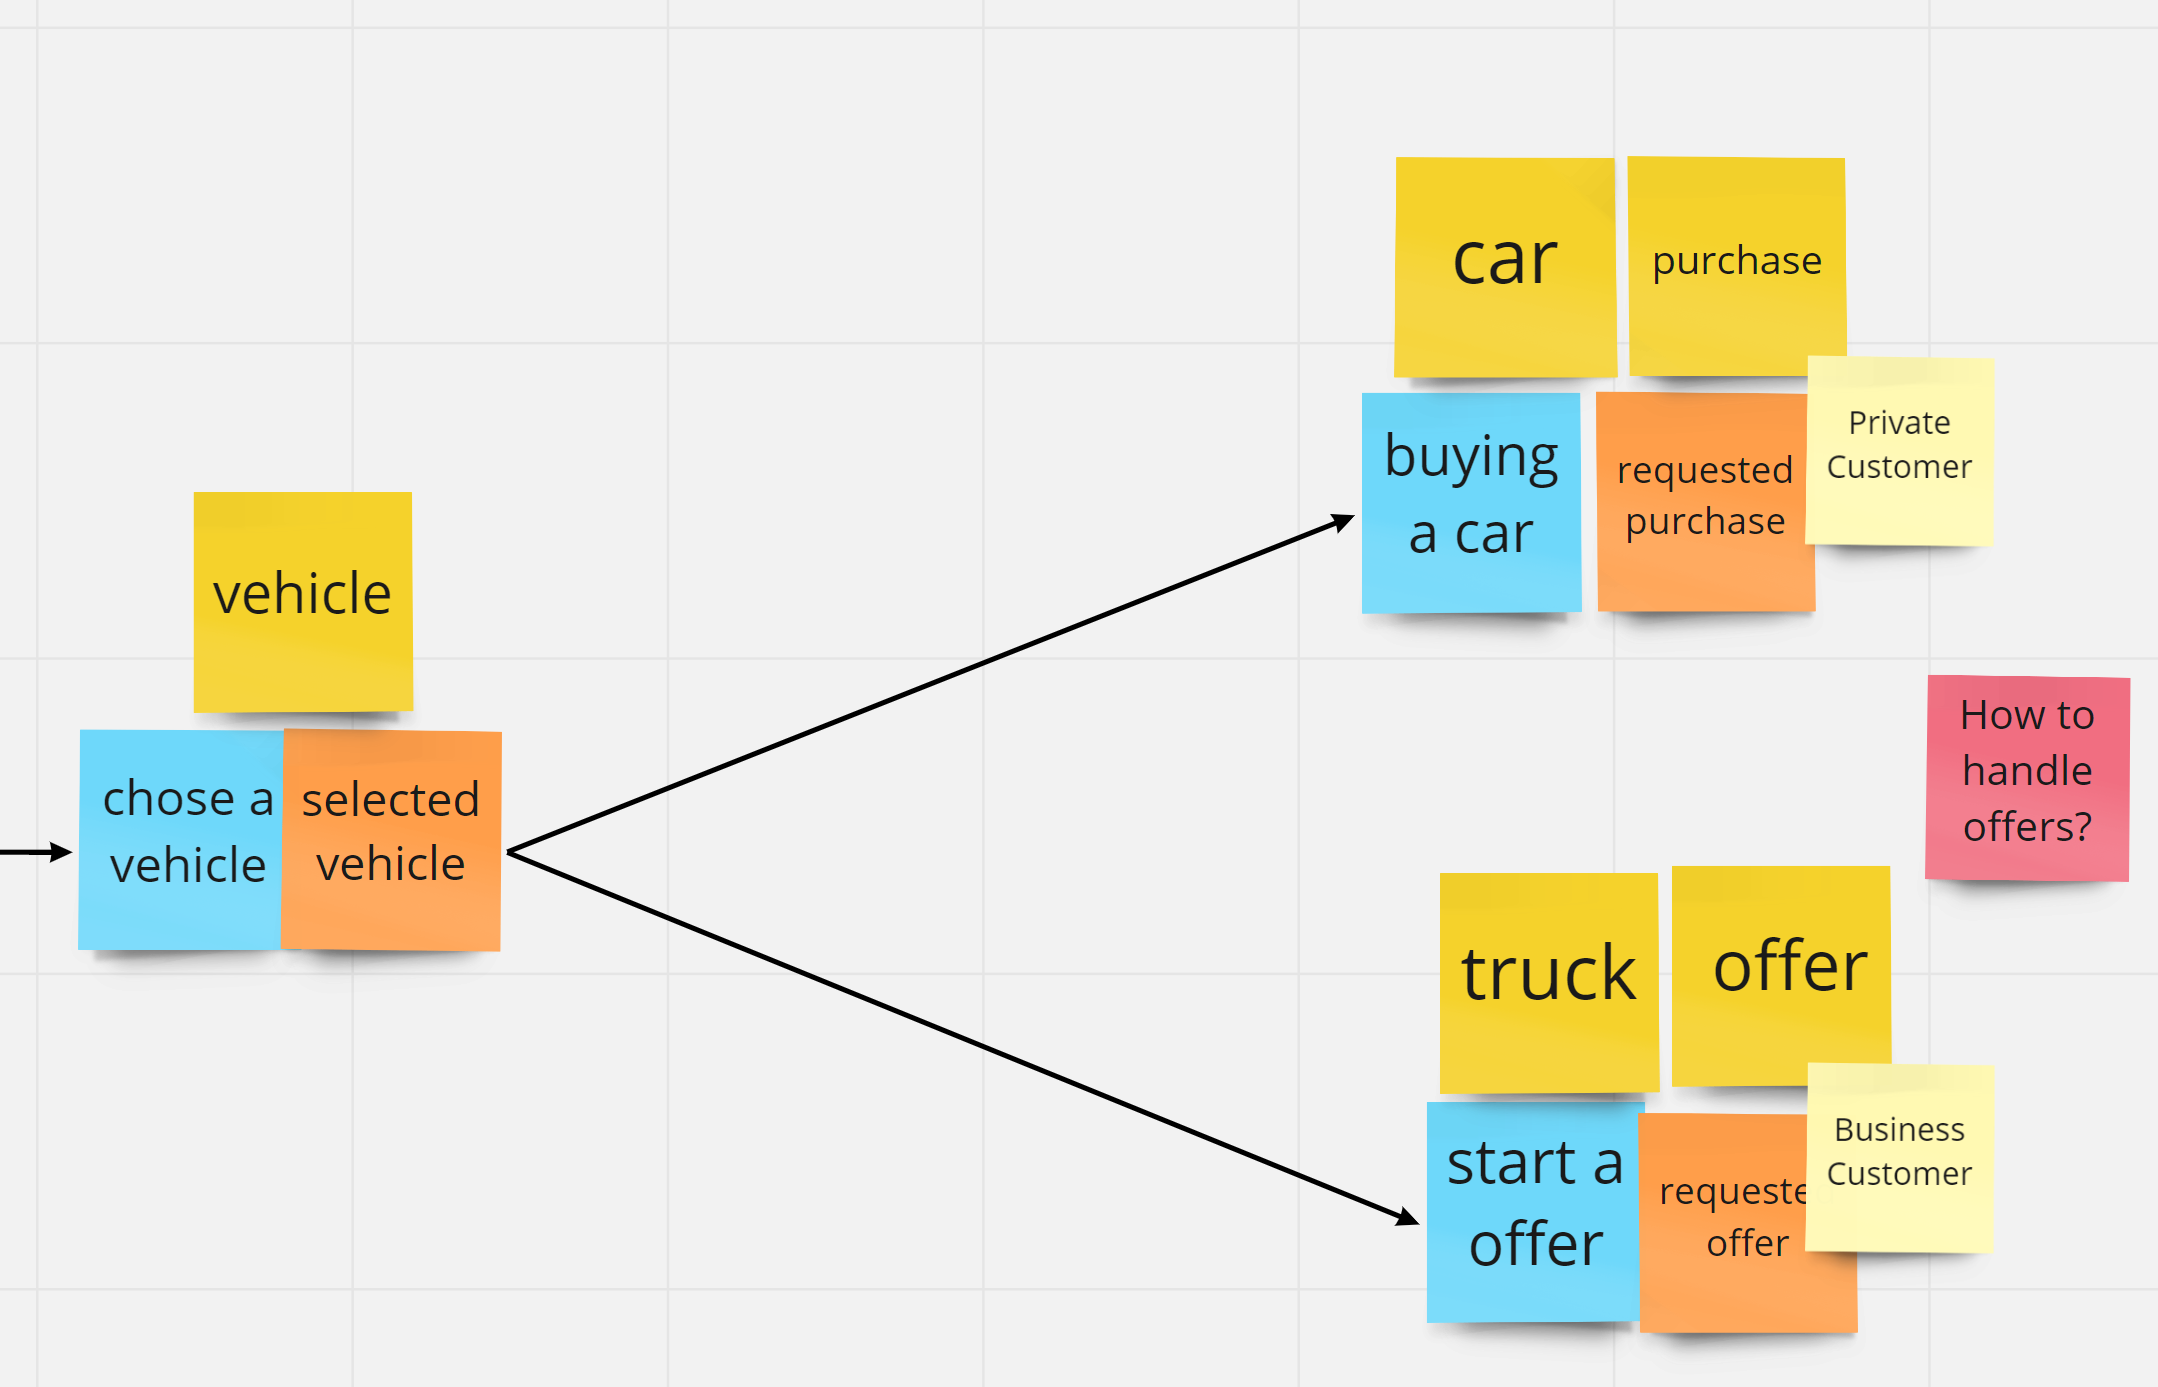 vehicle
chose a
vehicle
selected
vehicle
car
purchase
buying
a car
requested
purchase
Private
Customer
How to
handle
offers?
truck
offer
start a
offer
offer
Business
Customer